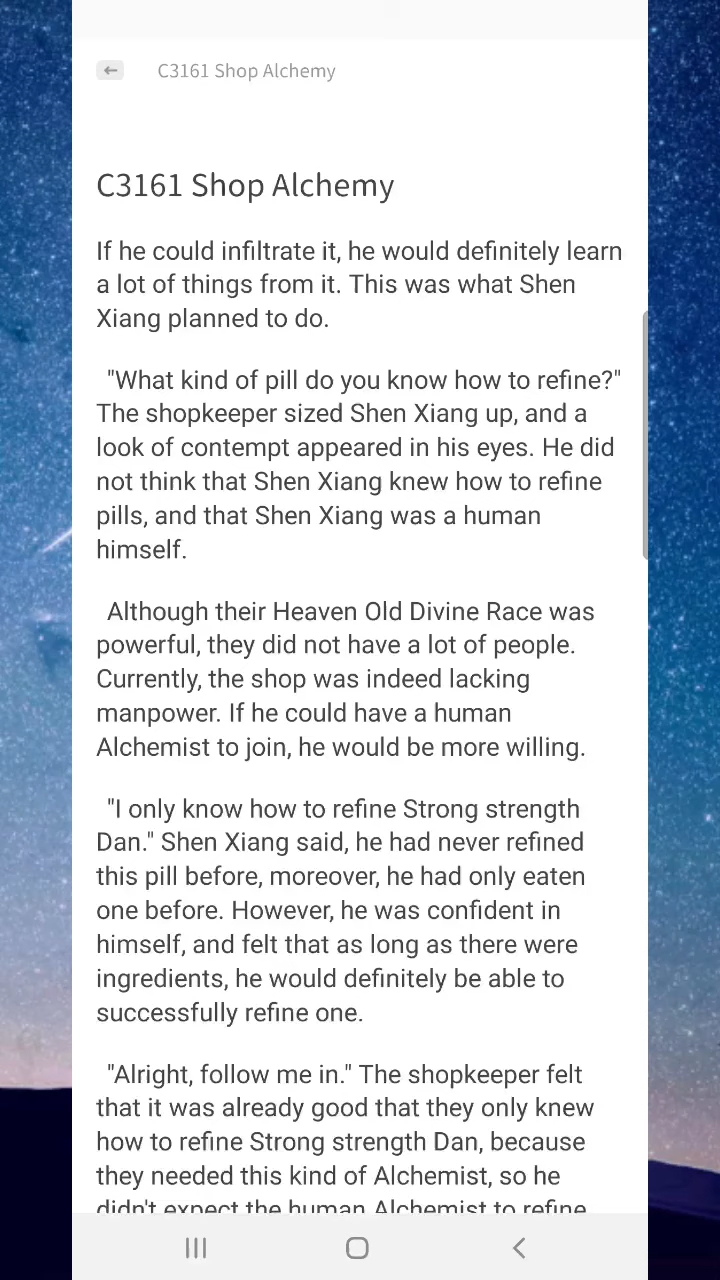 C3161 Shop Alchemy
C3161 Shop Alchemy
If he could infiltrate it, he would definitely learn
a lot of things from it. This was what Shen
Xiang planned to do.
"What kind of pill do you know how to refine?"
The shopkeeper sized Shen Xiang up, and a
look of contempt appeared in his eyes. He did
not think that Shen Xiang knew how to refine
pills, and that Shen Xiang was a human
himself.
Although their Heaven Old Divine Race was
powerful, they did not have a lot of people.
Currently, the shop was indeed lacking
manpower. If he could have a human
Alchemist to join, he would be more willing.
"I only know how to refine Strong strength
Dan." Shen Xiang said, he had never refined
this pill before, moreover, he had only eaten
one before. However, he was confident in
himself, and felt that as long as there were
ingredients, he would definitely be able to
successfully refine one.
"Alright, follow me in." The shopkeeper felt
that it was already good that they only knew
how to refine Strong strength Dan, because
they needed this kind of Alchemist, so he
didn't expect the human Alchemist to refine